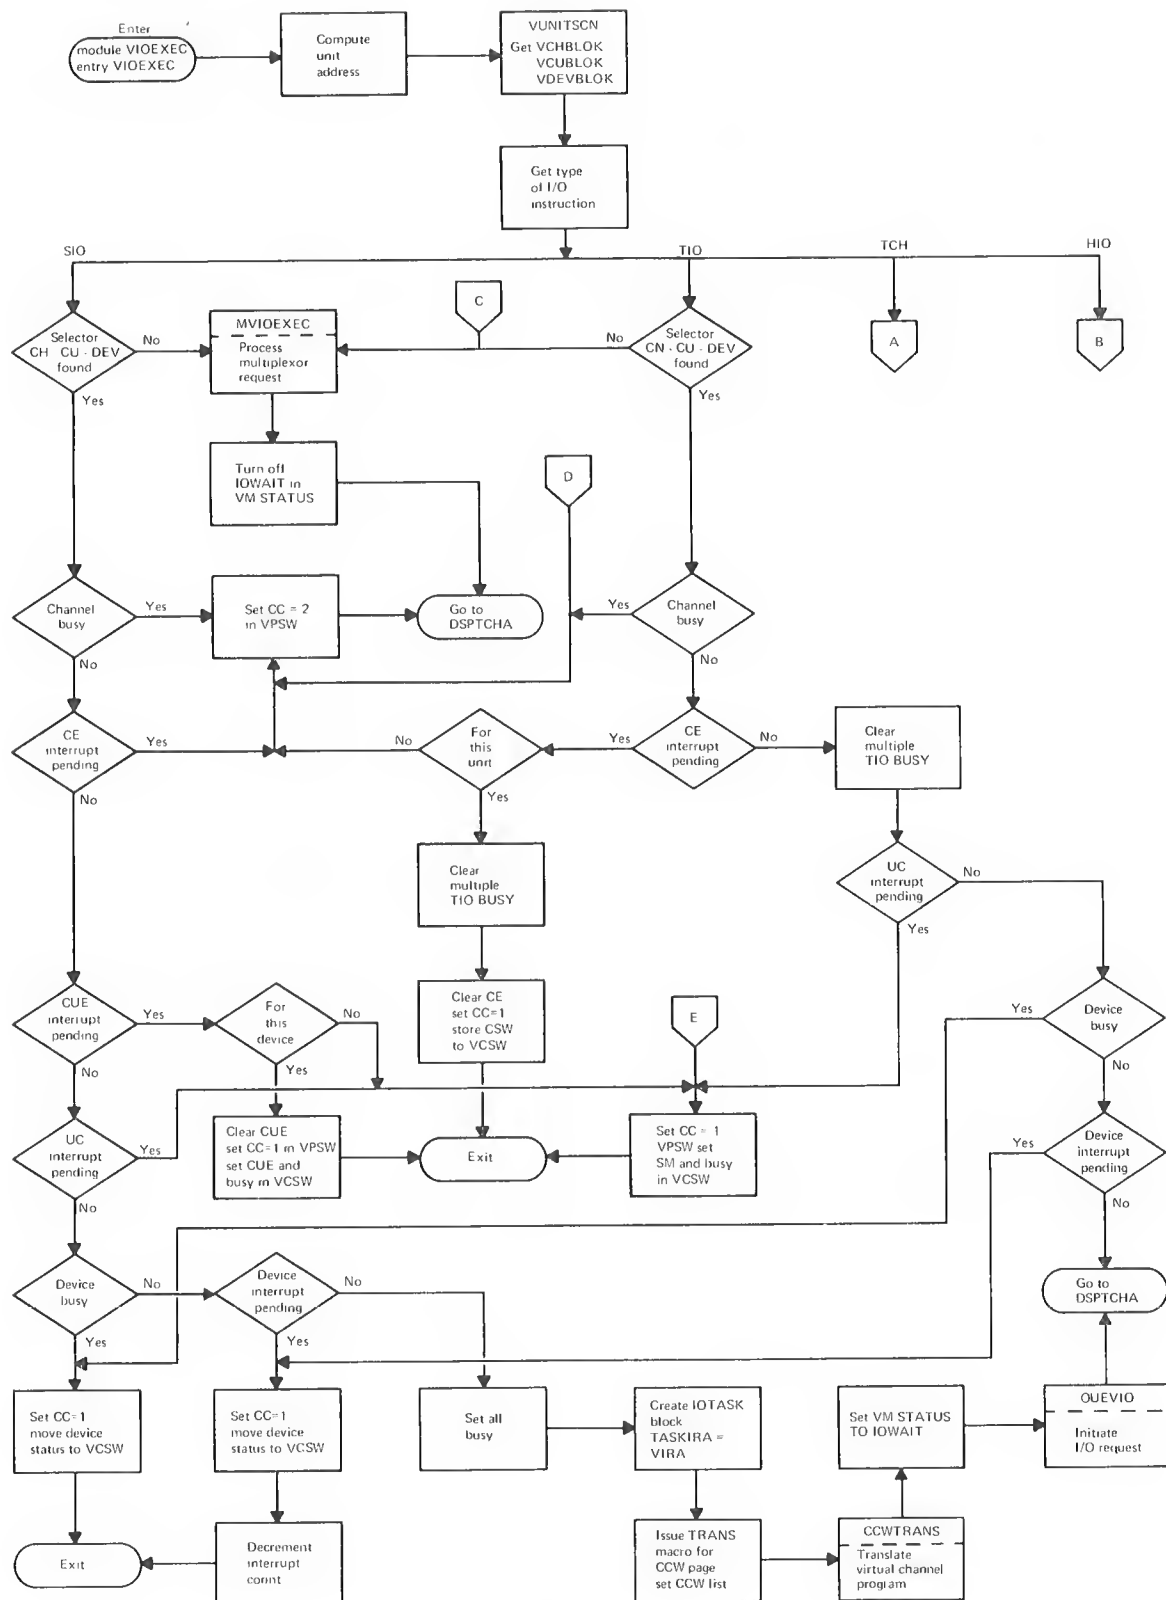 Enter
module VIOEXEC
entry VIOEXEC
Compute
unit
address
VUNITSCN
Get VCHBLOK
VCUBLOK
VDEVBLOK
Get type
of I/O
instruction
SIO
TIO
TCH
HIO
Selector
CH CU - DEV
found
No
Yes
MVIOEXEC
Process
multiplexor
request
C
Selector
CN - CU - DEV
found
No
Yes
A
B
Turn off
IOWAIT in
VM STATUS
D
Channel
busy
Yes
No
Set CC = 2
in VPSW
Go to
DSPTCHA
Channel
busy
Yes
No
CE
interrupt
pending
Yes
No
For
this
unit
No
Yes
CE
interrupt
pending
Yes
No
Clear
multiple
TIO BUSY
Clear
multiple
TIO BUSY
UC
interrupt
pending
No
Yes
CUE
interrupt
pending
Yes
No
For
this
device
No
Yes
Clear CE
set CC=1
store CSW
to VCSW
E
Device
busy
Yes
No
UC
interrupt
pending
Yes
No
Clear CUE
set CC=1 in VPSW
set CUE and
busy in VCSW
Exit
Set CC = 1
VPSW set
SM and busy
in VCSW
Device
interrupt
pending
Yes
No
Device
busy
No
Yes
Device
interrupt
pending
No
Yes
Go to
DSPTCHA
Set CC=1
move device
status to VCSW
Set CC=1
move device
status to VCSW
Set all
busy
Create IOTASK
block
TASKIRA =
VIRA
Set VM STATUS
TO IOWAIT
QUEVIO
Initiate
I/O request
Exit
Decrement
interrupt
count
Issue TRANS
macro for
CCW page
set CCW list
CCWTRANS
Translate
virtual channel
program